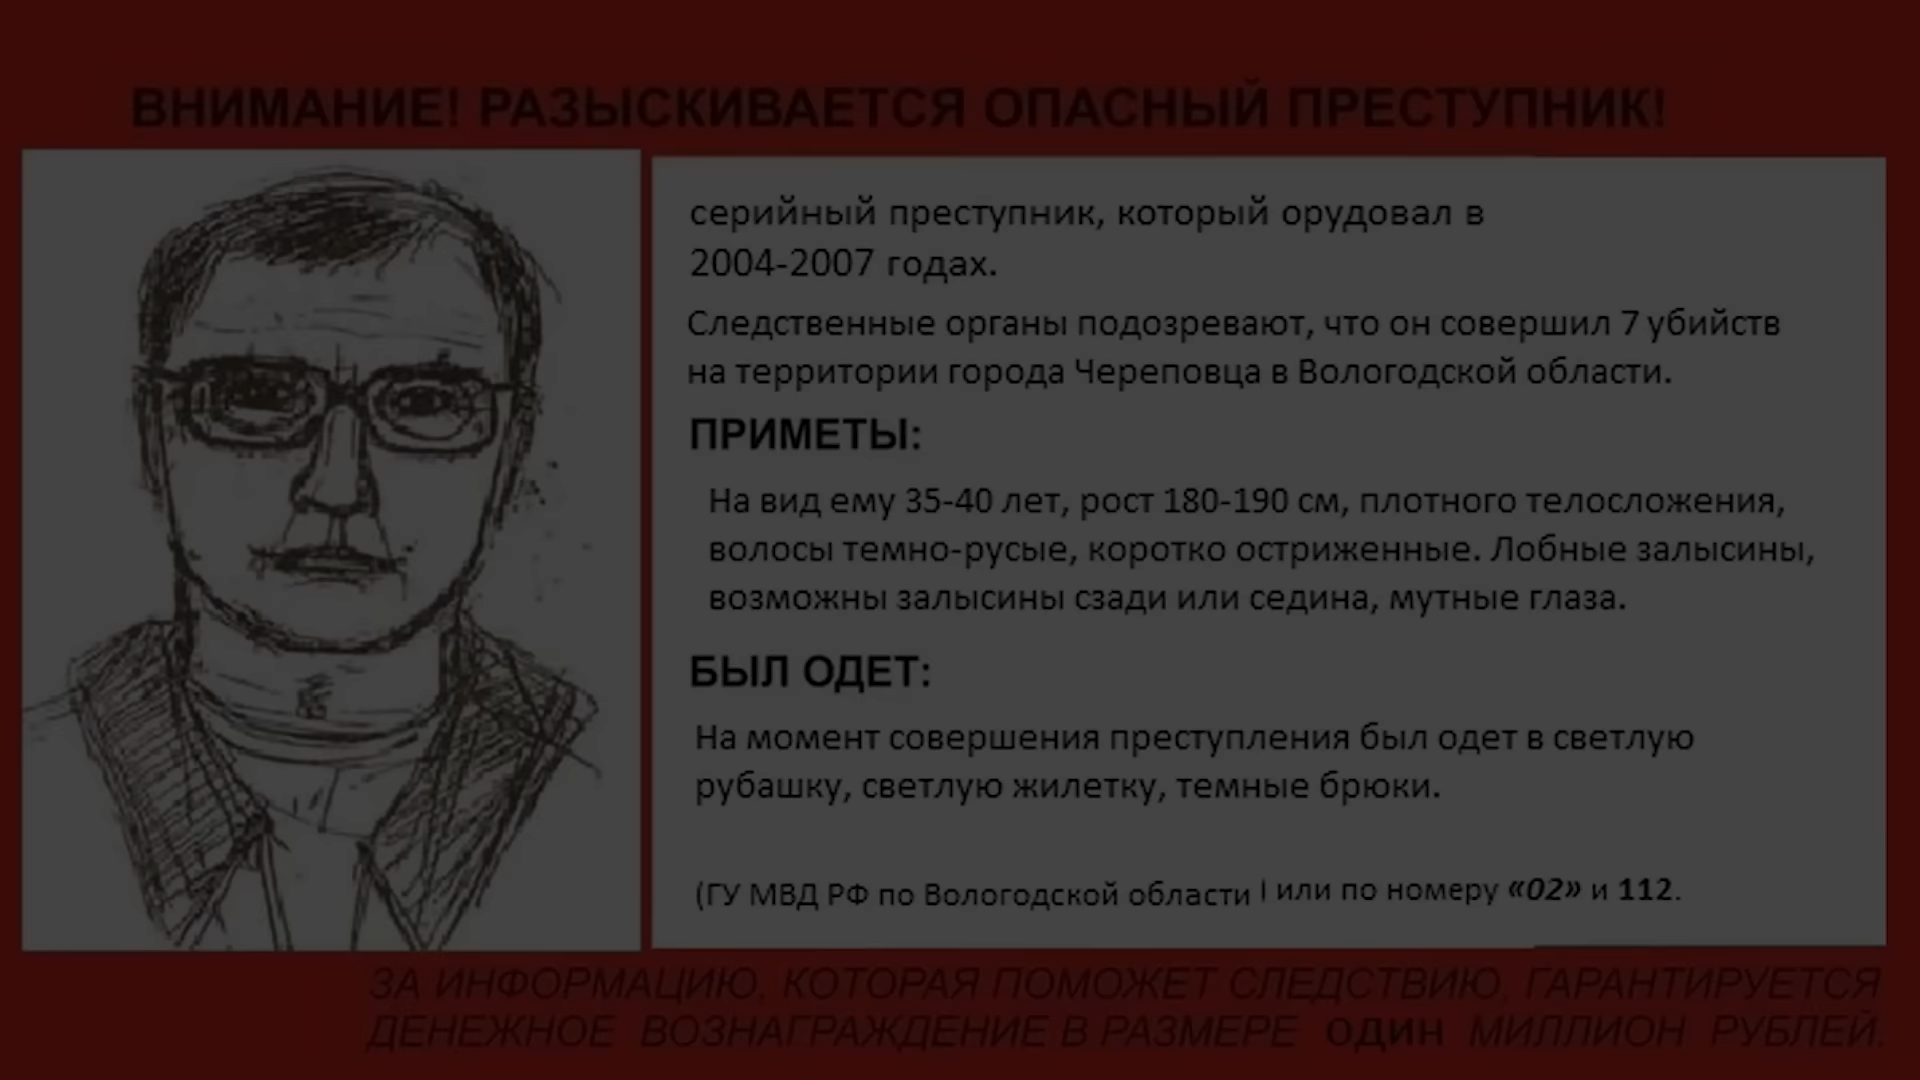 ВНИМАНИЕ! РАЗЫСКИВАЕТСЯ ОПАСНЫЙ ПРЕСТУПНИК!
серийный преступник, который орудовал в
2004-2007 годах.
Следственные органы подозревают, что он совершил 7 убийств
на территории города Череповца в Вологодской области.
ПРИМЕТЫ:
На вид ему 35-40 лет, рост 180-190 см, плотного телосложения,
волосы темно-русые, коротко остриженные. Лобные залысины,
возможны залысины сзади или седина, мутные глаза.
БЫЛ ОДЕТ:
На момент совершения преступления был одет в светлую
рубашку, светлую жилетку, темные брюки.
(ГУ МВД РФ по Вологодской области | или по номеру «02» и 112.
ЗА ИНФОРМАЦИЮ, КОТОРАЯ ПОМОЖЕТ СЛЕДСТВИЮ, ГАРАНТИРУЕТСЯ
ДЕНЕЖНОЕ ВОЗНАГРАЖДЕНИЕ В РАЗМЕРЕ ОДИН МИЛЛИОН РУБЛЕЙ.